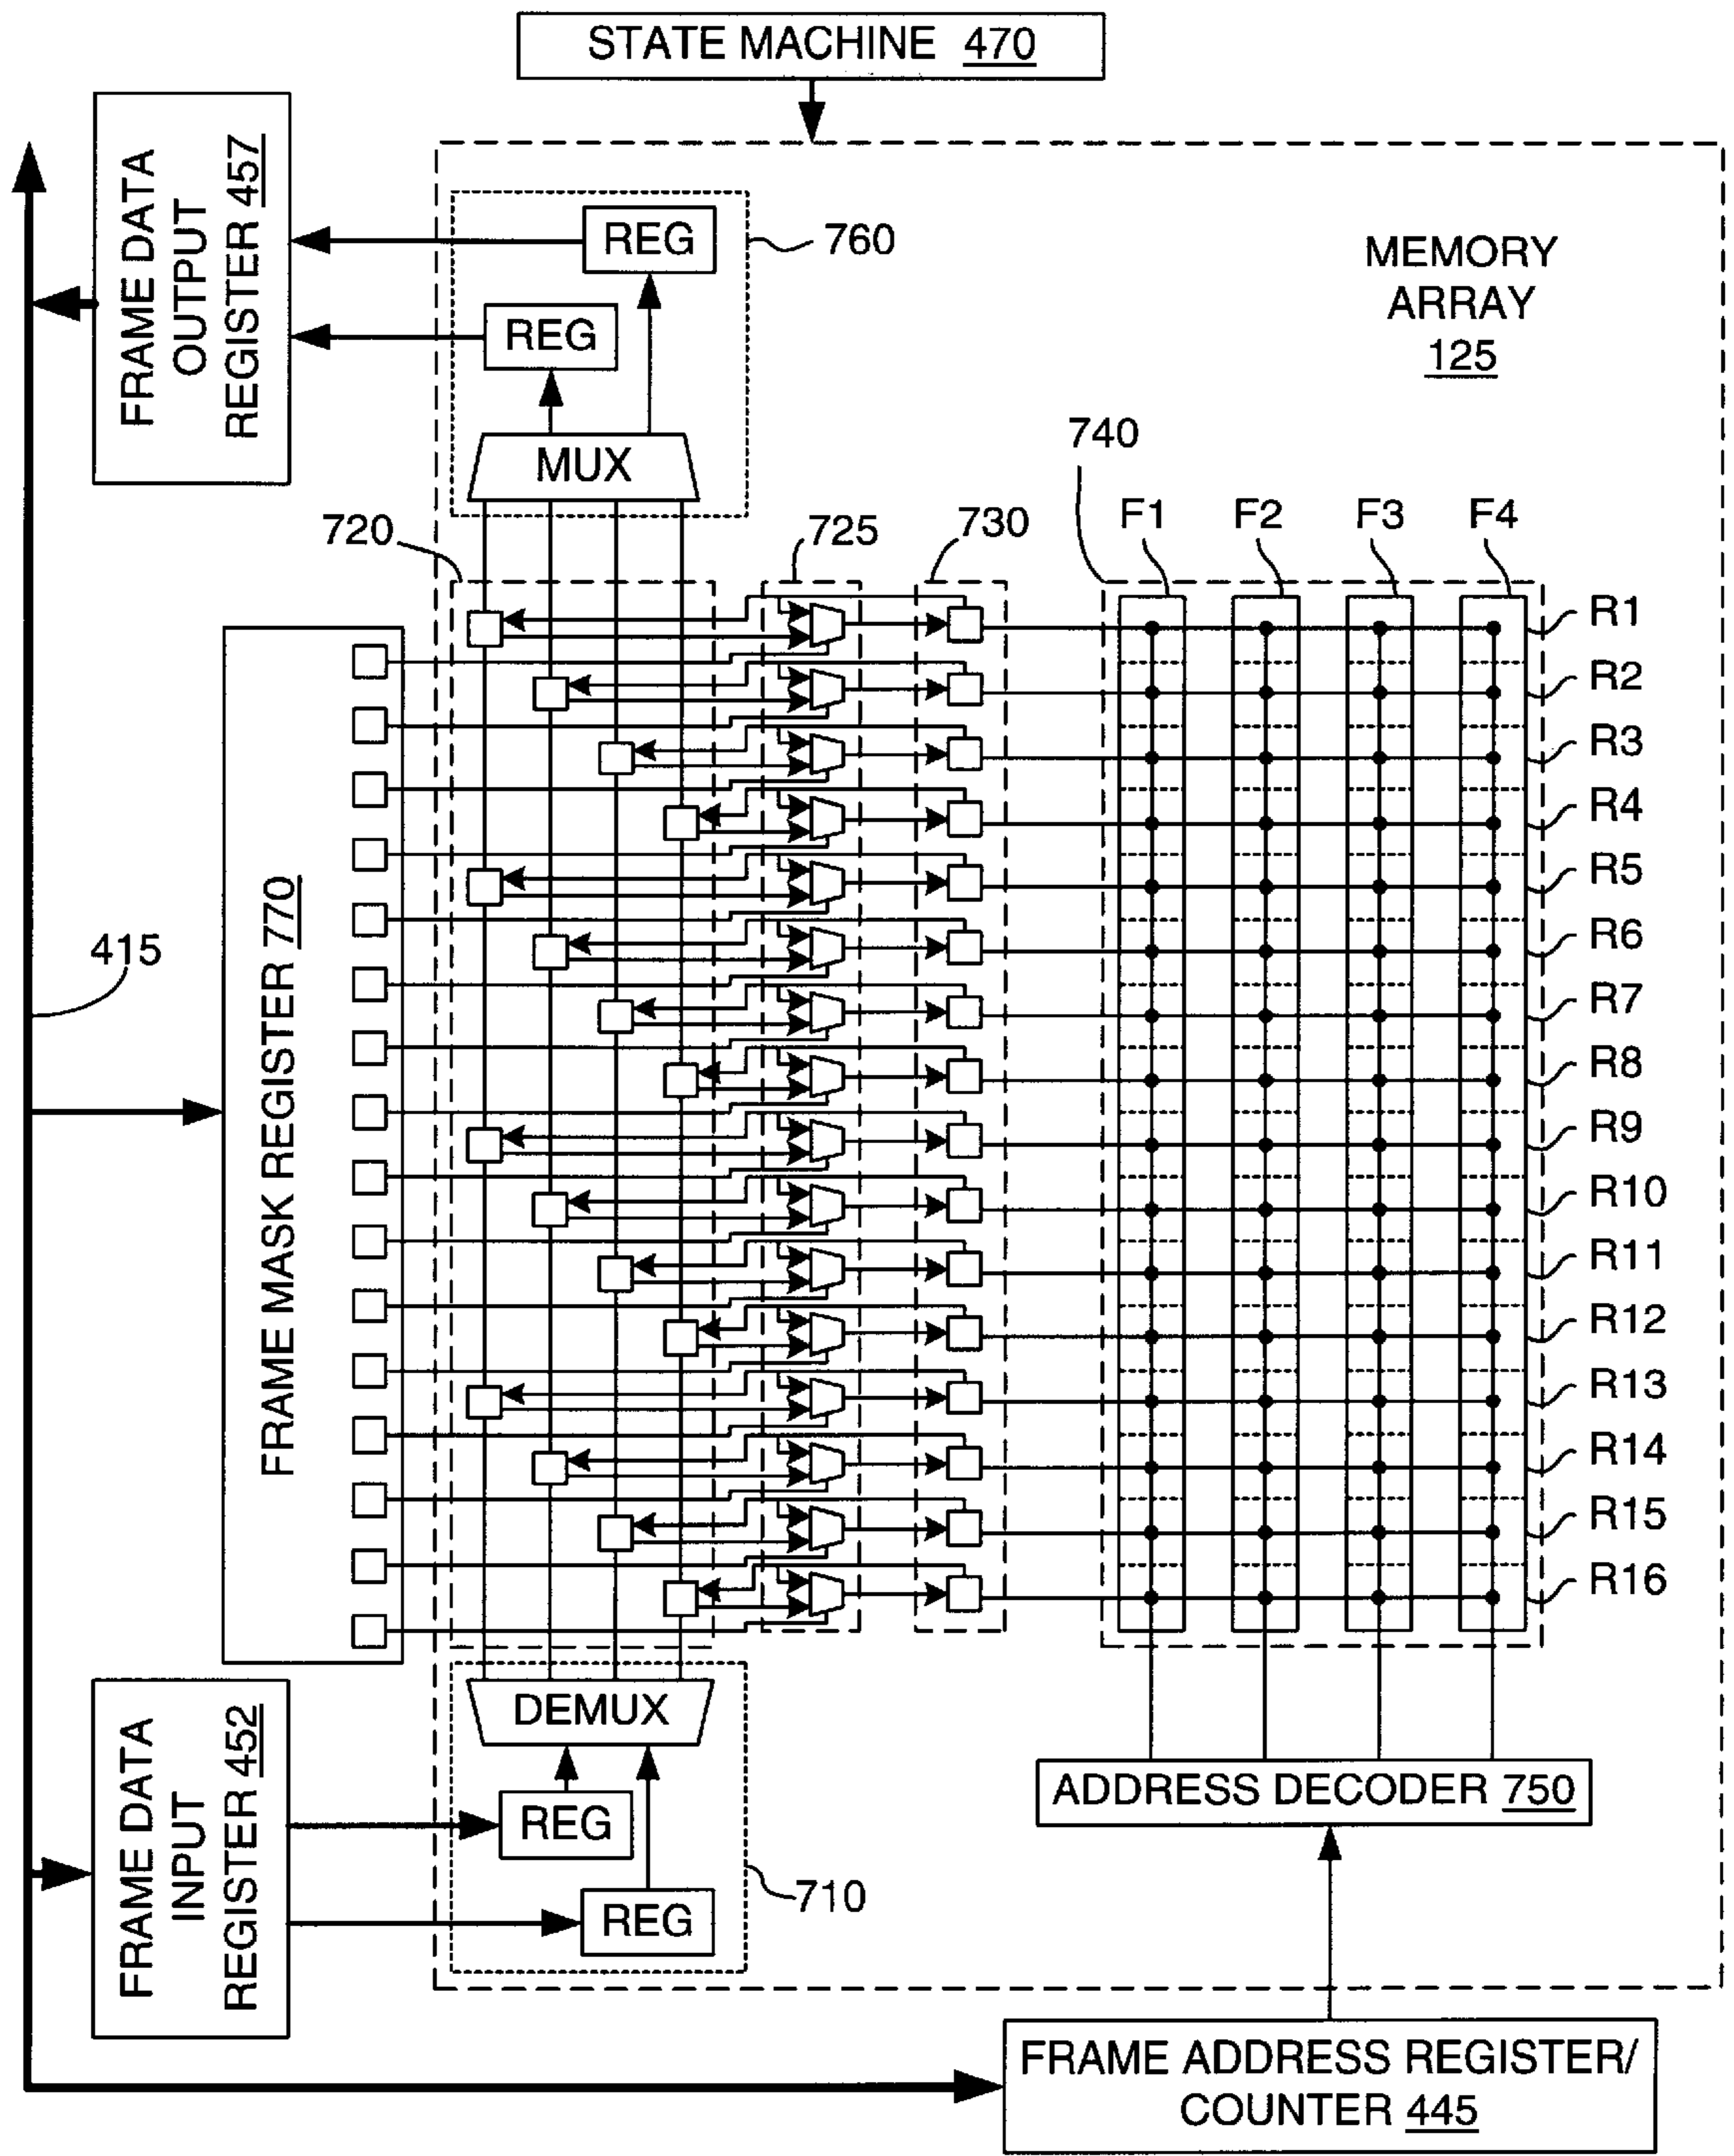 STATE MACHINE 470
FRAME DATA
OUTPUT
REGISTER 457
REG
REG
760
MUX
MEMORY
ARRAY
125
740
720
725
730
F1
F2
F3
F4
R1
R2
R3
R4
R5
R6
R7
R8
R9
R10
R11
R12
R13
R14
R15
R16
415
FRAME MASK REGISTER 770
FRAME DATA
INPUT
REGISTER 452
DEMUX
REG
REG
710
ADDRESS DECODER 750
FRAME ADDRESS REGISTER/
COUNTER 445